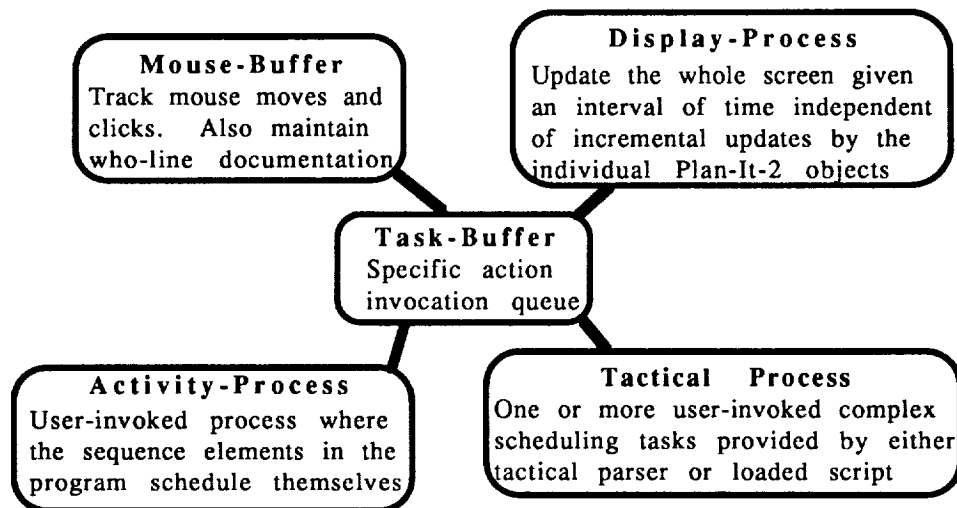 Mouse-Buffer
Track mouse moves and
clicks. Also maintain
who-line documentation
Display-Process
Update the whole screen given
an interval of time independent
of incremental updates by the
individual Plan-It-2 objects
Task-Buffer
Specific action
invocation queue
Activity-Process
User-invoked process where
the sequence elements in the
program schedule themselves
Tactical Process
One or more user-invoked complex
scheduling tasks provided by either
tactical parser or loaded script